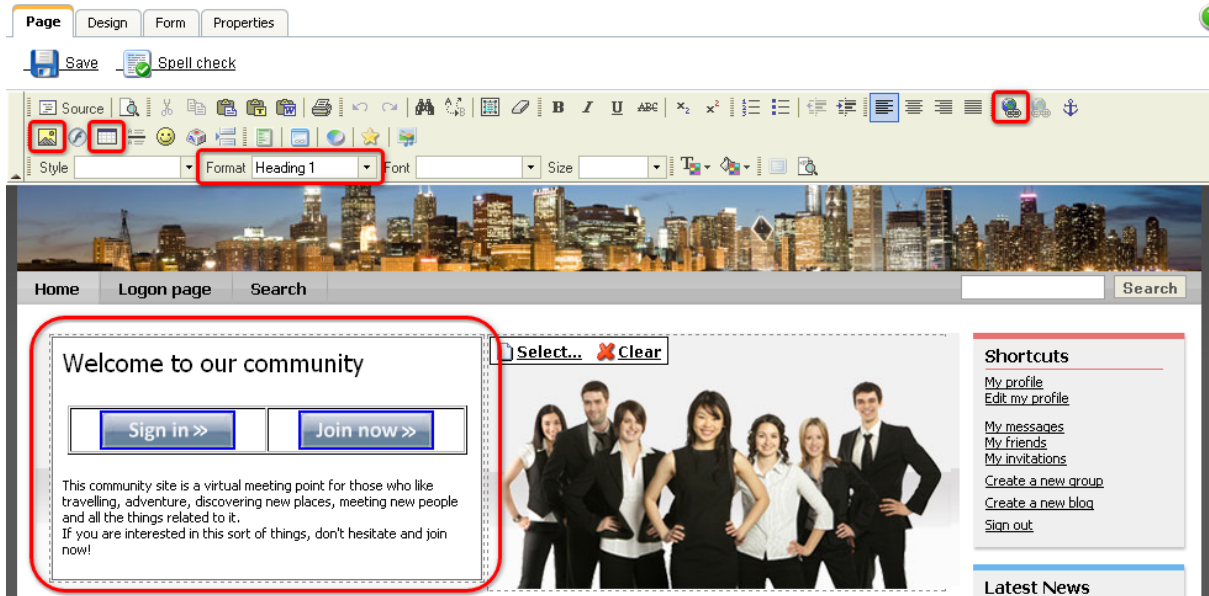 Page Design Form Properties
Save Spell check
Source B I U ABC x₂ x²
Style Format Heading 1 Font Size T
Home Logon page Search Search
Welcome to our community
Sign in » Join now »
This community site is a virtual meeting point for those who like
travelling, adventure, discovering new places, meeting new people
and all the things related to it.
If you are interested in this sort of things, don't hesitate and join
now!
Select... Clear
Shortcuts
My profile
Edit my profile
My messages
My friends
My invitations
Create a new group
Create a new blog
Sign out
Latest News